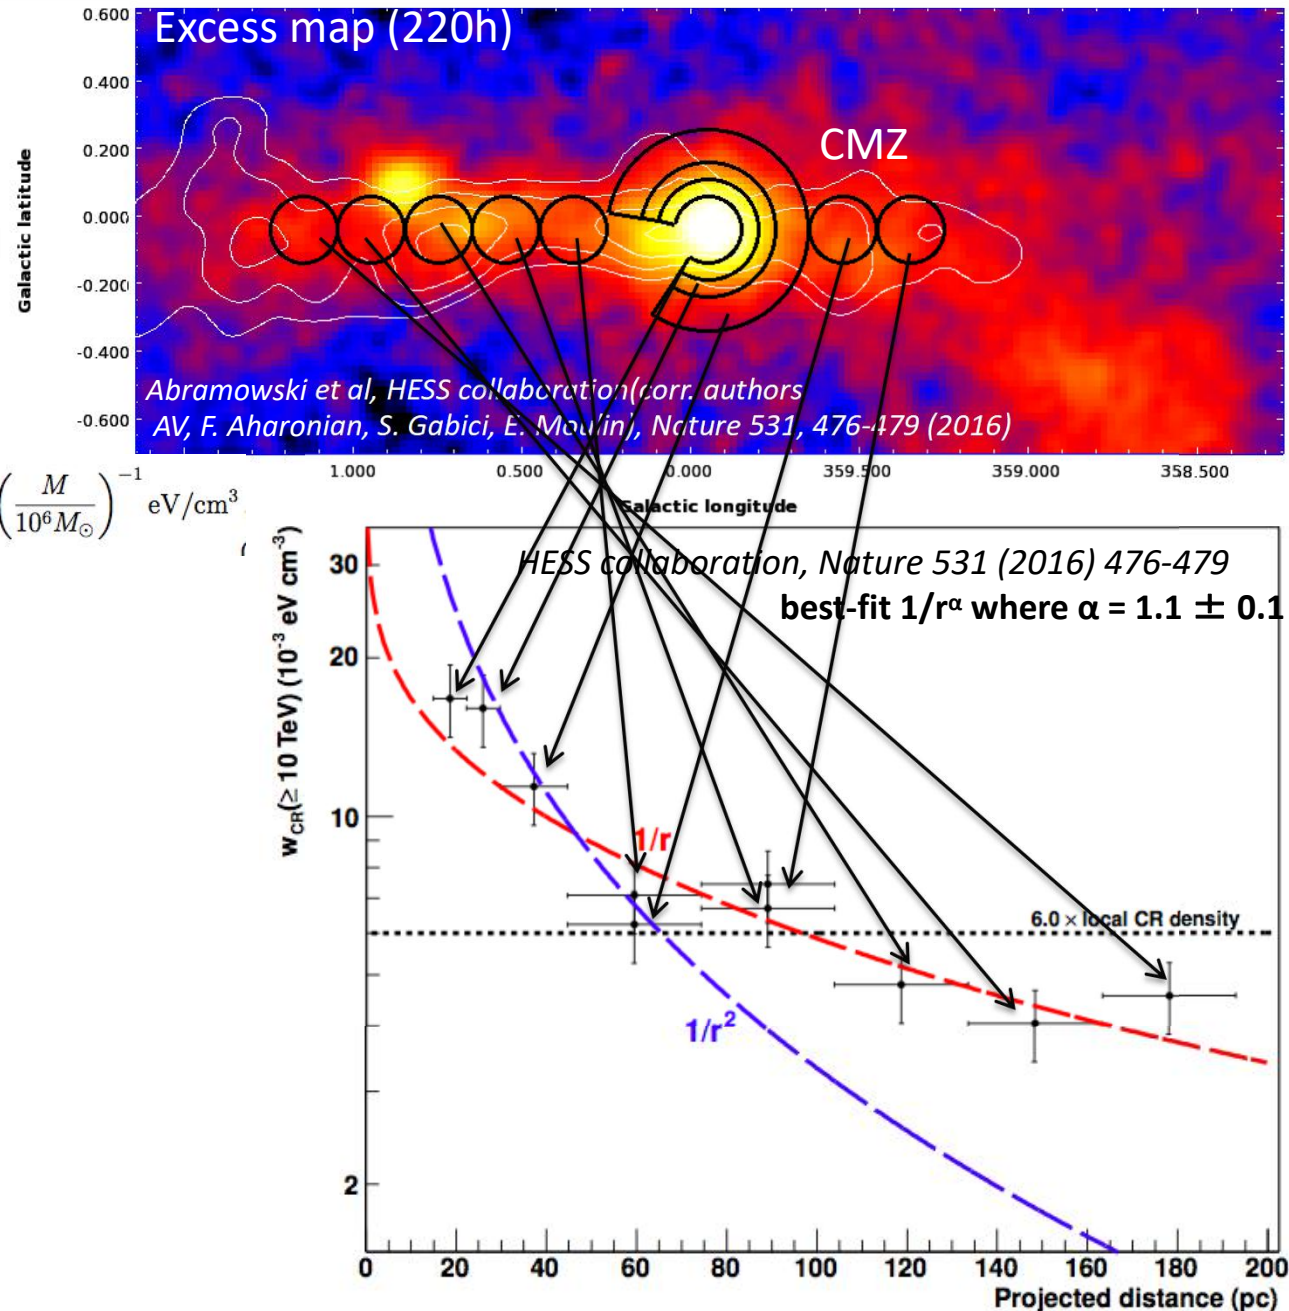 Excess map (220h)
CMZ
0.600
0.400
0.200
0.000
-0.200
-0.400
-0.600
Galactic latitude
Abramowski et al, HESS collaboration(corr. authors
AV, F. Aharonian, S. Gabici, E. Moulin), Nature 531, 476-479 (2016)
1.000 0.500 0.000 359.500 359.000 358.500
Galactic longitude
(M/10⁶M⊙)⁻¹ eV/cm³
HESS collaboration, Nature 531 (2016) 476-479
best-fit 1/rᵅ where α = 1.1 ± 0.1
30
20
10
2
w_CR(≥ 10 TeV) (10⁻³ eV cm⁻³)
1/r
6.0 × local CR density
1/r²
0 20 40 60 80 100 120 140 160 180 200
Projected distance (pc)